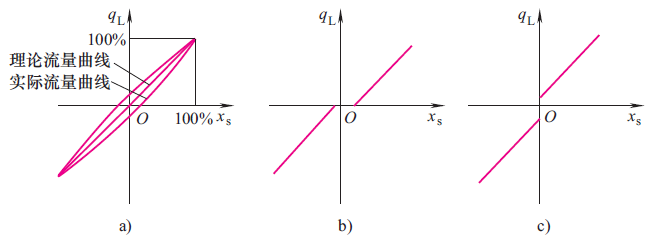 q_L q_L q_L
100%
理论流量曲线
实际流量曲线
O 100% x_s O x_s O x_s
a) b) c)